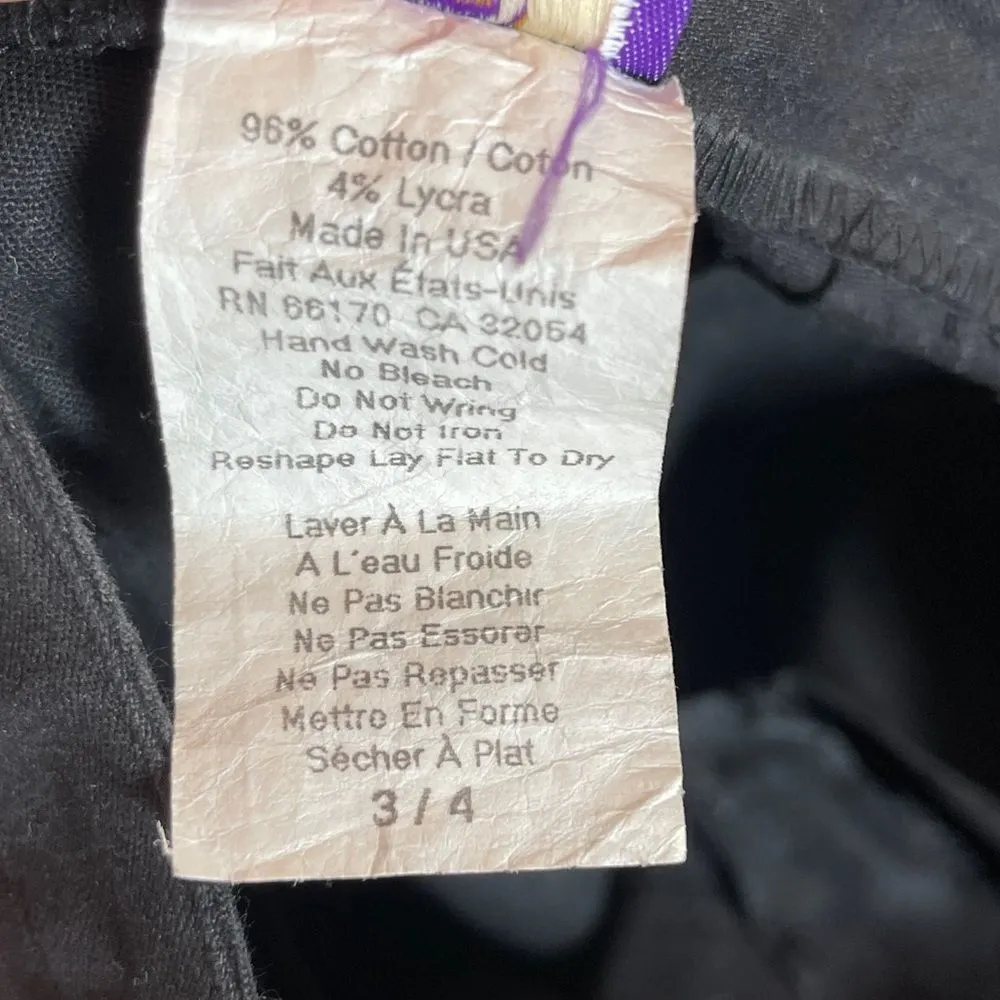 96% Cotton / Coton
4% Lycra
Made In USA
Fait Aux États-Unis
RN 66170 CA 32054
Hand Wash Cold
No Bleach
Do Not Wring
Do Not Iron
Reshape Lay Flat To Dry
Laver À La Main
A L'eau Froide
Ne Pas Blanchir
Ne Pas Essorer
Ne Pas Repasser
Mettre En Forme
Sécher À Plat
3 / 4